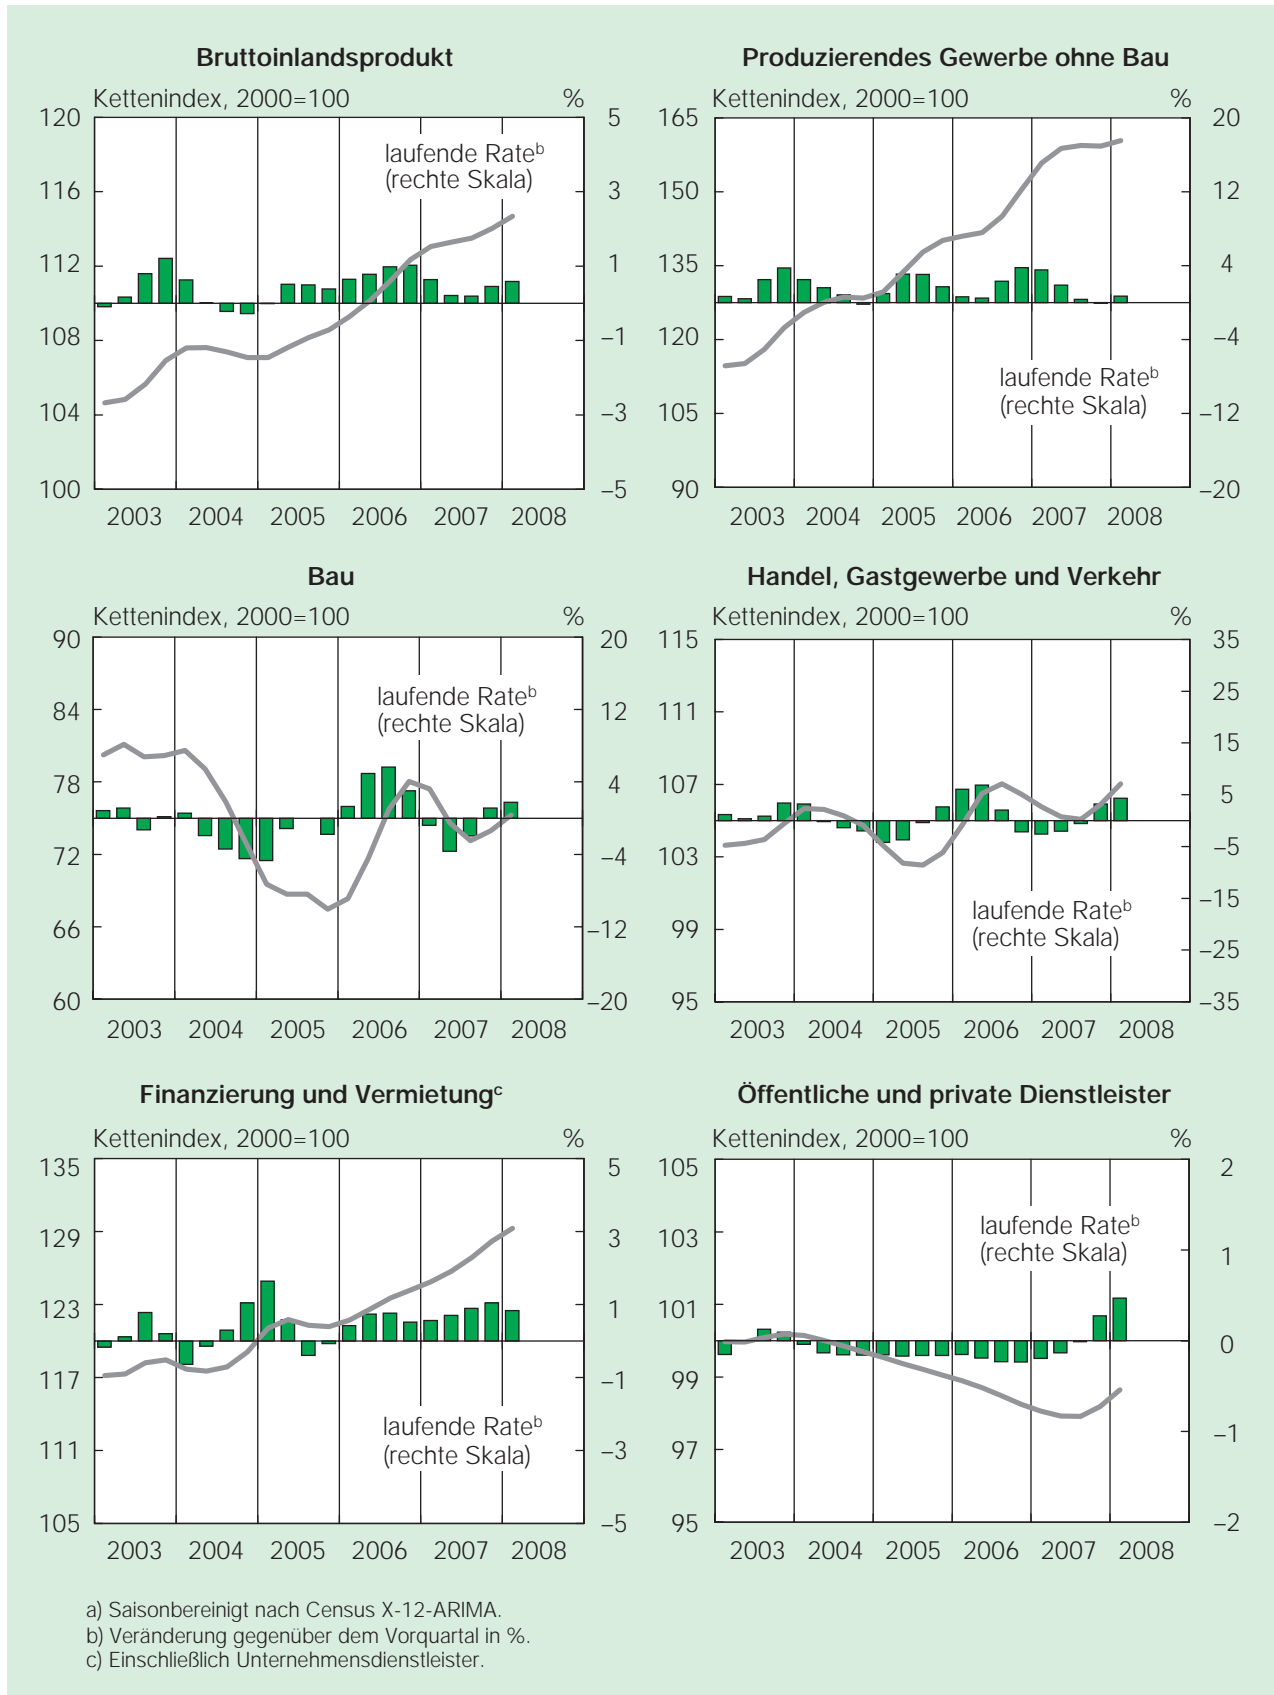 Bruttoinlandsprodukt
Kettenindex, 2000=100 %
120 5
laufende Rateᵇ
(rechte Skala)
116 3
112 1
108 –1
104 –3
100 –5
2003 2004 2005 2006 2007 2008
Produzierendes Gewerbe ohne Bau
Kettenindex, 2000=100 %
165 20
150 12
135 4
120 –4
laufende Rateᵇ
(rechte Skala)
105 –12
90 –20
2003 2004 2005 2006 2007 2008
Bau
Kettenindex, 2000=100 %
90 20
laufende Rateᵇ
84 12
(rechte Skala)
78 4
72 –4
66 –12
60 –20
2003 2004 2005 2006 2007 2008
Handel, Gastgewerbe und Verkehr
Kettenindex, 2000=100 %
115 35
25
111
15
107
5
–5
103
–15
laufende Rateᵇ
99
(rechte Skala)
–25
95 –35
2003 2004 2005 2006 2007 2008
Finanzierung und Vermietungᶜ
Kettenindex, 2000=100 %
135 5
129 3
123 1
117 –1
laufende Rateᵇ
(rechte Skala)
111 –3
105 –5
2003 2004 2005 2006 2007 2008
Öffentliche und private Dienstleister
Kettenindex, 2000=100 %
105 2
laufende Rateᵇ
103
(rechte Skala)
1
101
0
99
–1
97
95 –2
2003 2004 2005 2006 2007 2008
a) Saisonbereinigt nach Census X-12-ARIMA.
b) Veränderung gegenüber dem Vorquartal in %.
c) Einschließlich Unternehmensdienstleister.